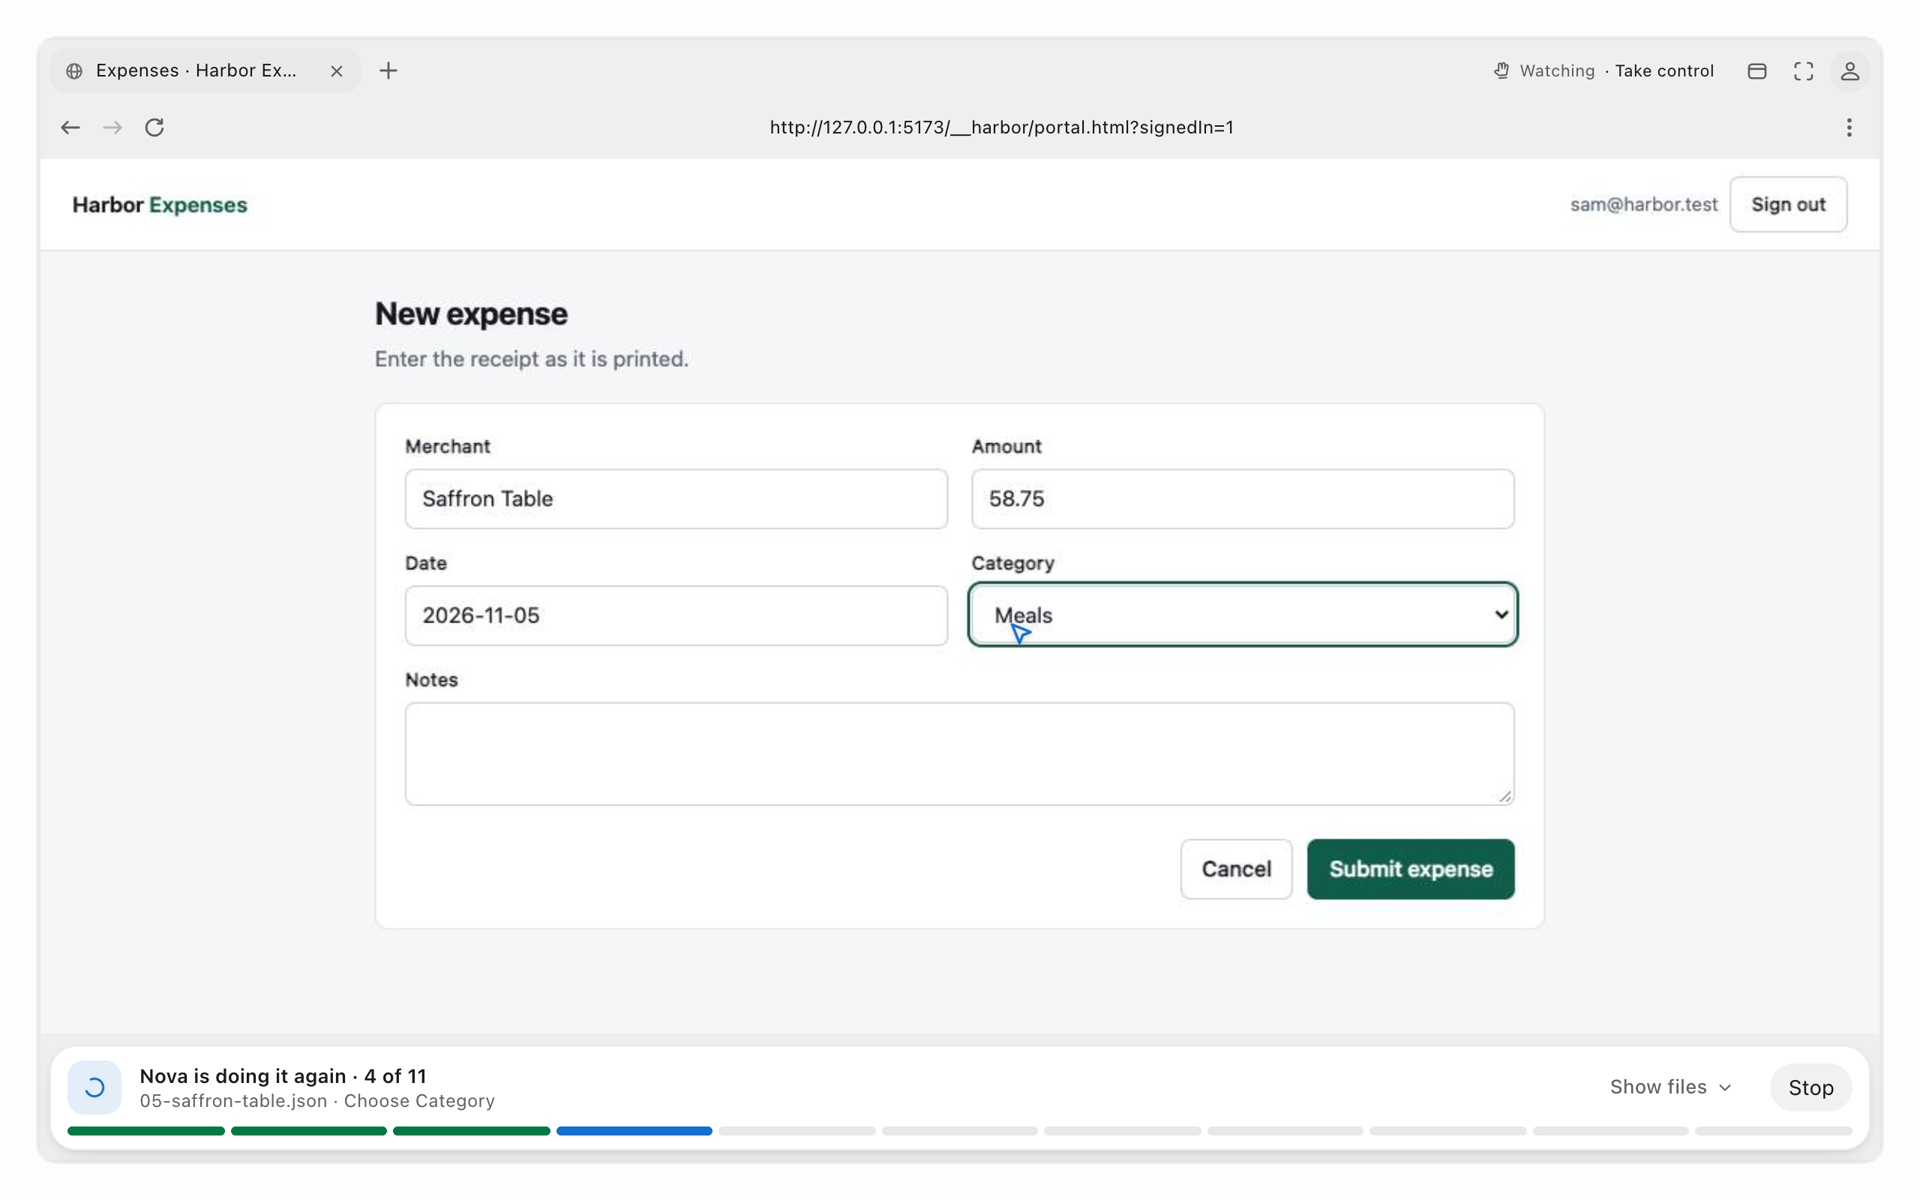 Expenses · Harbor Ex...
Watching · Take control
http://127.0.0.1:5173/__harbor/portal.html?signedIn=1
Harbor Expenses
sam@harbor.test
Sign out
New expense
Enter the receipt as it is printed.
Merchant
Amount
Saffron Table
58.75
Date
Category
2026-11-05
Meals
Notes
Cancel
Submit expense
Nova is doing it again · 4 of 11
05-saffron-table.json · Choose Category
Show files
Stop